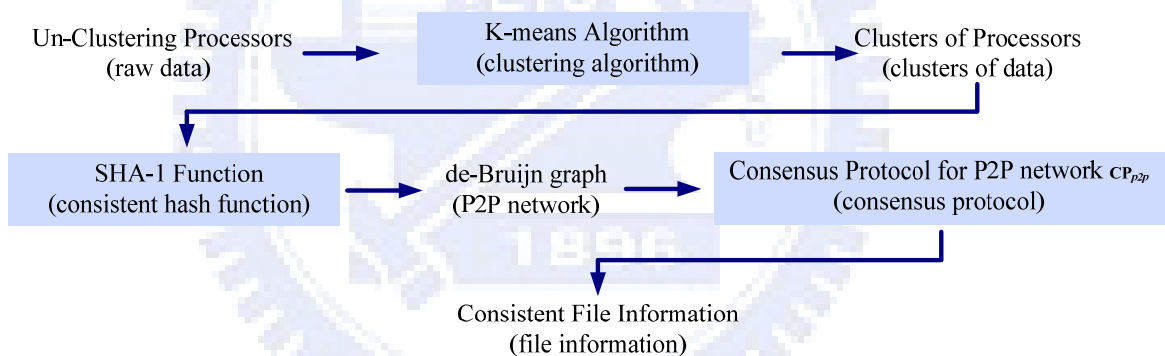 Un-Clustering Processors
(raw data)
K-means Algorithm
(clustering algorithm)
Clusters of Processors
(clusters of data)
SHA-1 Function
(consistent hash function)
de-Bruijn graph
(P2P network)
Consensus Protocol for P2P network CPp2p
(consensus protocol)
1996
Consistent File Information
(file information)